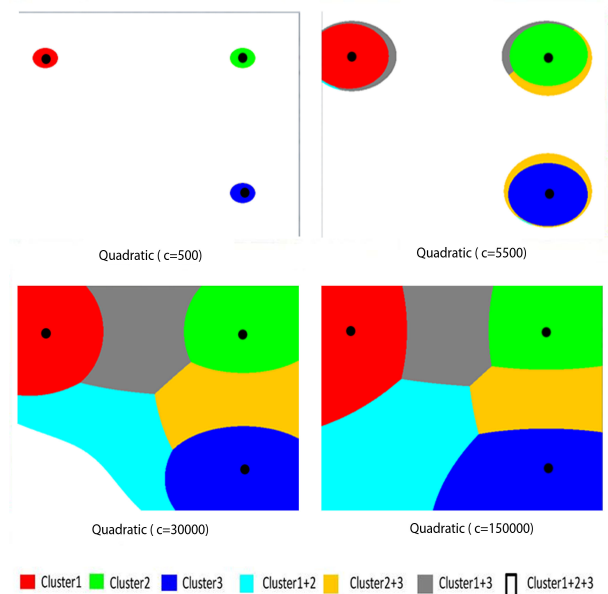 Quadratic ( c=500)
Quadratic ( c=5500)
Quadratic ( c=30000)
Quadratic ( c=150000)
Cluster1 Cluster2 Cluster3 Cluster1+2 Cluster2+3 Cluster1+3 Cluster1+2+3